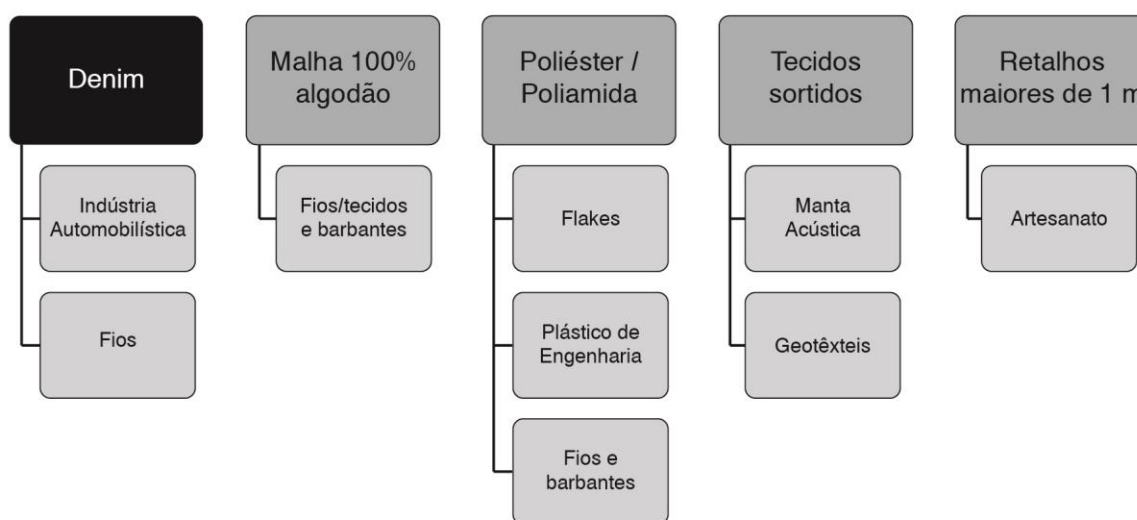 Denim
Indústria
Automobilística
Fios
Malha 100%
algodão
Fios/tecidos
e barbantes
Poliéster /
Poliamida
Flakes
Plástico de
Engenharia
Fios e
barbantes
Tecidos
sortidos
Manta
Acústica
Geotêxteis
Retalhos
maiores de 1 m
Artesanato